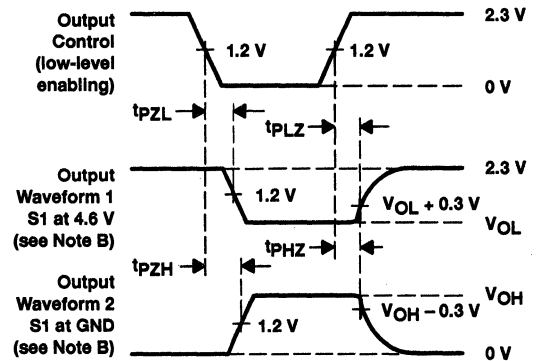 Output
Control
(low-level
enabling)
1.2 V
1.2 V
2.3 V
0 V
tPZL
tPLZ
Output
Waveform 1
S1 at 4.6 V
(see Note B)
1.2 V
2.3 V
VOL + 0.3 V
VOL
tPHZ
tPZH
Output
Waveform 2
S1 at GND
(see Note B)
1.2 V
VOH
VOH – 0.3 V
0 V